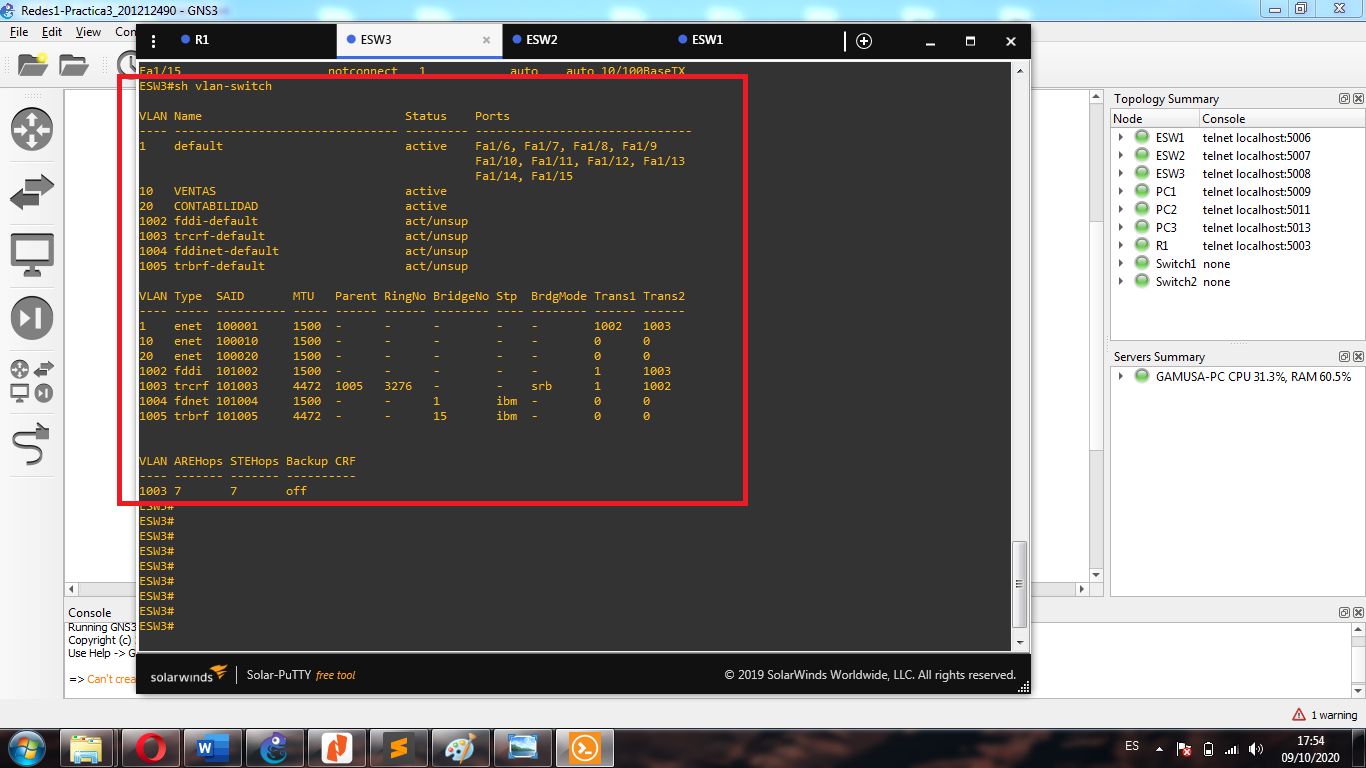 Redes1-Practica3_201212490 - GNS3
File Edit View Con
R1 ESW3 ESW2 ESW1
Fa1/15 notconnect 1 auto auto 10/100BaseTX
ESW3#sh vlan-switch
VLAN Name Status Ports
---- -------------------------------- --------- -------------------------------
1 default active Fa1/6, Fa1/7, Fa1/8, Fa1/9
Fa1/10, Fa1/11, Fa1/12, Fa1/13
Fa1/14, Fa1/15
10 VENTAS active
20 CONTABILIDAD active
1002 fddi-default act/unsup
1003 trcrf-default act/unsup
1004 fddinet-default act/unsup
1005 trbrf-default act/unsup
VLAN Type SAID MTU Parent RingNo BridgeNo Stp BrdgMode Trans1 Trans2
---- ----- ---------- ----- ------ ------ -------- ---- -------- ------ ------
1 enet 100001 1500 - - - - - 1002 1003
10 enet 100010 1500 - - - - - 0 0
20 enet 100020 1500 - - - - - 0 0
1002 fddi 101002 1500 - - - - - 1 1003
1003 trcrf 101003 4472 1005 3276 - - srb 1 1002
1004 fdnet 101004 1500 - - 1 ibm - 0 0
1005 trbrf 101005 4472 - - 15 ibm - 0 0
VLAN AREHops STEHops Backup CRF
---- ------- ------- ----------
1003 7 7 off
ESW3#
ESW3#
ESW3#
ESW3#
ESW3#
ESW3#
ESW3#
ESW3#
ESW3#
solarwinds Solar-PuTTY free tool © 2019 SolarWinds Worldwide, LLC. All rights reserved.
Topology Summary
Node Console
ESW1 telnet localhost:5006
ESW2 telnet localhost:5007
ESW3 telnet localhost:5008
PC1 telnet localhost:5009
PC2 telnet localhost:5011
PC3 telnet localhost:5013
R1 telnet localhost:5003
Switch1 none
Switch2 none
Servers Summary
GAMUSA-PC CPU 31.3%, RAM 60.5%
Console
Running GNS3
Copyright (c)
Use Help -> G
=> Can't crea
1 warning
ES
17:54
09/10/2020